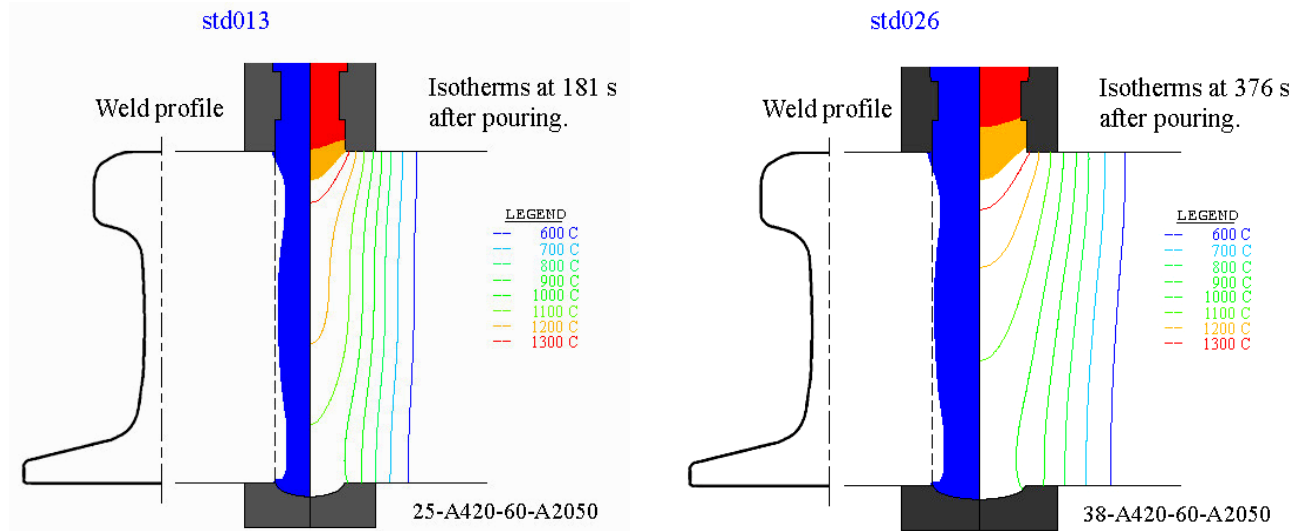 std013
Weld profile
Isotherms at 181 s
after pouring.
LEGEND
600 C
700 C
800 C
900 C
1000 C
1100 C
1200 C
1300 C
25-A420-60-A2050
std026
Weld profile
Isotherms at 376 s
after pouring.
LEGEND
600 C
700 C
800 C
900 C
1000 C
1100 C
1200 C
1300 C
38-A420-60-A2050